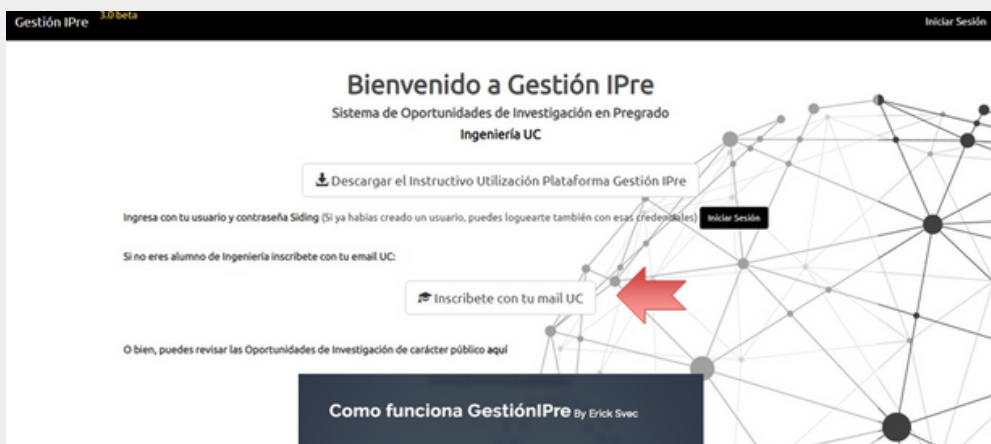 Gestión IPre 3.0 beta
Iniciar Sesión
Bienvenido a Gestión IPre
Sistema de Oportunidades de Investigación en Pregrado
Ingeniería UC
Descargar el Instructivo Utilización Plataforma Gestión IPre
Ingresa con tu usuario y contraseña Siding (Si ya habias creado un usuario, puedes loguearte también con esas credenciales) Iniciar Sesión
Si no eres alumno de Ingeniería inscribete con tu email UC:
Inscribete con tu mail UC
O bien, puedes revisar las Oportunidades de Investigación de carácter público aquí
Como funciona GestiónIPre By Erick Svec